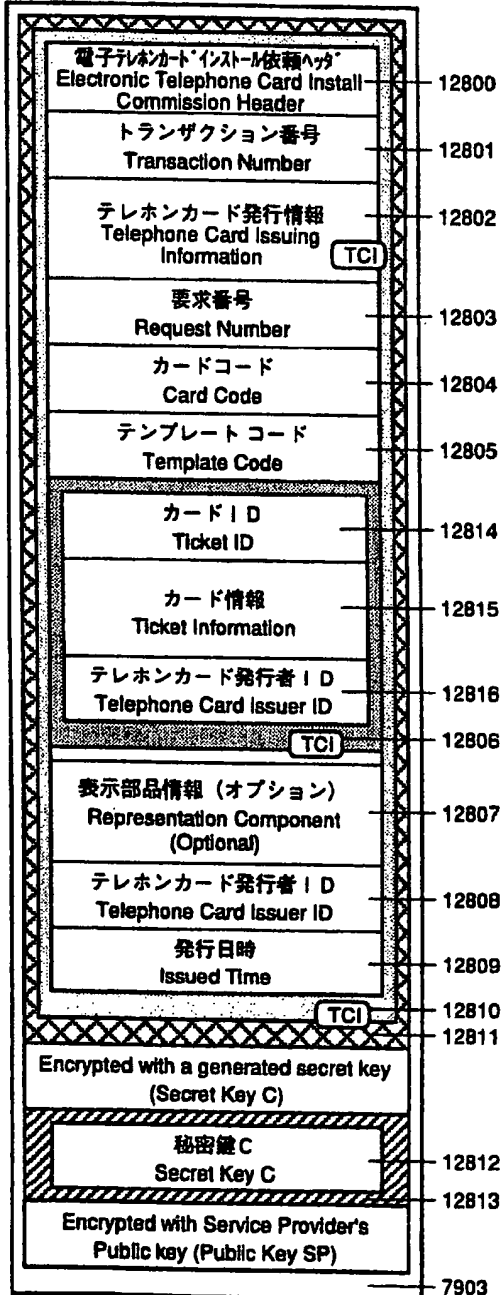 電子テレホンカードインストール依頼ヘッダ
Electronic Telephone Card Install
Commission Header
12800
トランザクション番号
Transaction Number
12801
テレホンカード発行情報
Telephone Card Issuing
Information
TCI
12802
要求番号
Request Number
12803
カードコード
Card Code
12804
テンプレート コード
Template Code
12805
カード I D
Ticket ID
12814
カード情報
Ticket Information
12815
テレホンカード発行者 I D
Telephone Card Issuer ID
12816
TCI
12806
表示部品情報（オプション）
Representation Component
(Optional)
12807
テレホンカード発行者 I D
Telephone Card Issuer ID
12808
発行日時
Issued Time
12809
TCI
12810
12811
Encrypted with a generated secret key
(Secret Key C)
秘密鍵C
Secret Key C
12812
12813
Encrypted with Service Provider's
Public key (Public Key SP)
7903